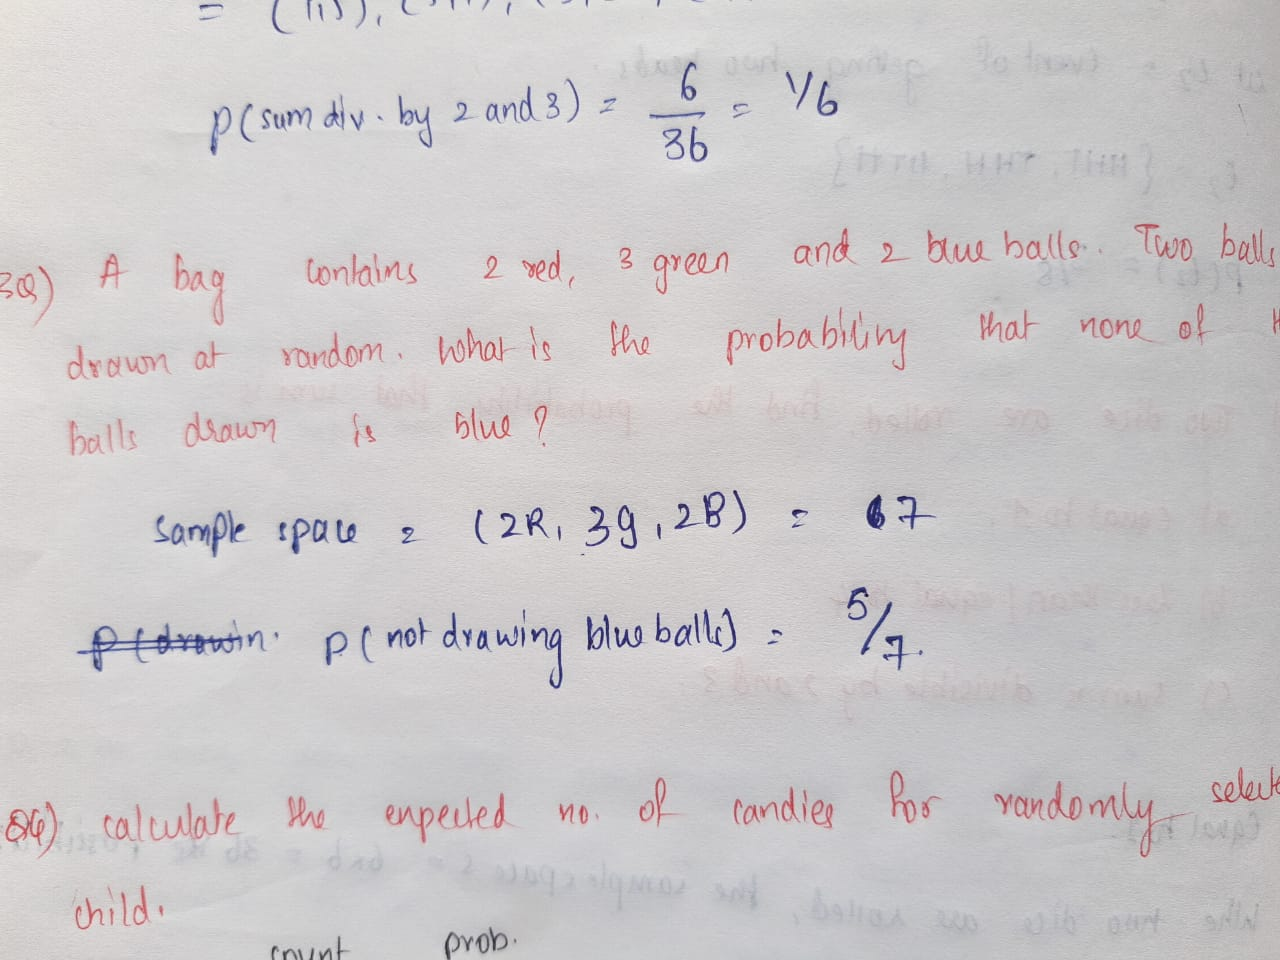 P(sum div. by 2 and 3) = 6/36 = 1/6
3Q) A bag contains 2 red, 3 green and 2 blue balls. Two balls
drawn at random. What is the probability that none of
balls drawn is blue?
Sample space = (2R, 3g, 2B) = 7
P(not drawing blue balls) = 5/7.
calculate the expected no. of candies for randomly select
child.
count prob.